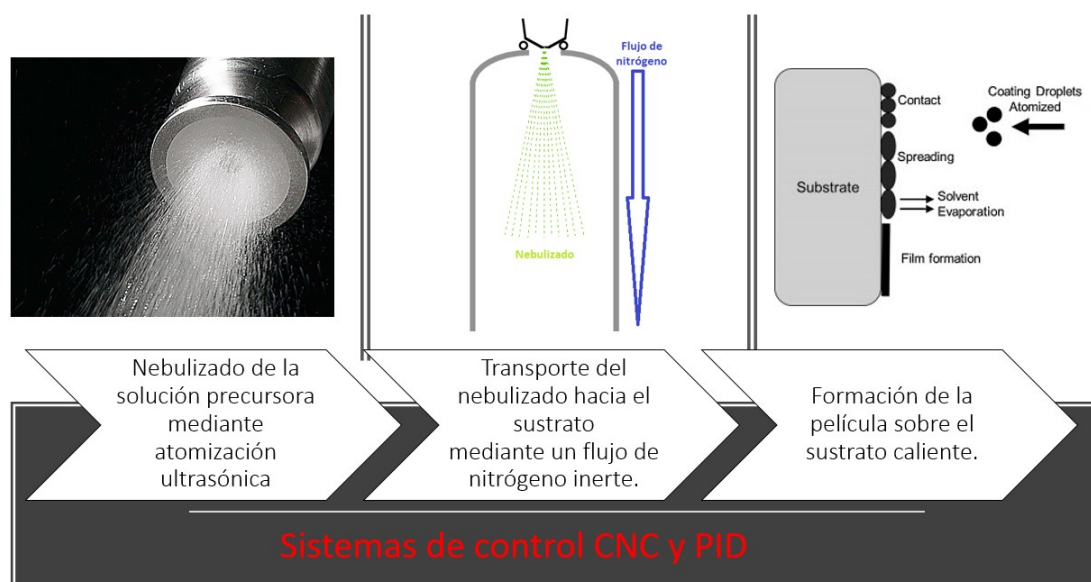 Flujo de
nitrógeno
Nebulizado
Substrate
Contact
Coating Droplets
Atomized
Spreading
Solvent
Evaporation
Film formation
Nebulizado de la
solución precursora
mediante
atomización
ultrasónica
Transporte del
nebulizado hacia el
sustrato
mediante un flujo de
nitrógeno inerte.
Formación de la
película sobre el
sustrato caliente.
Sistemas de control CNC y PID